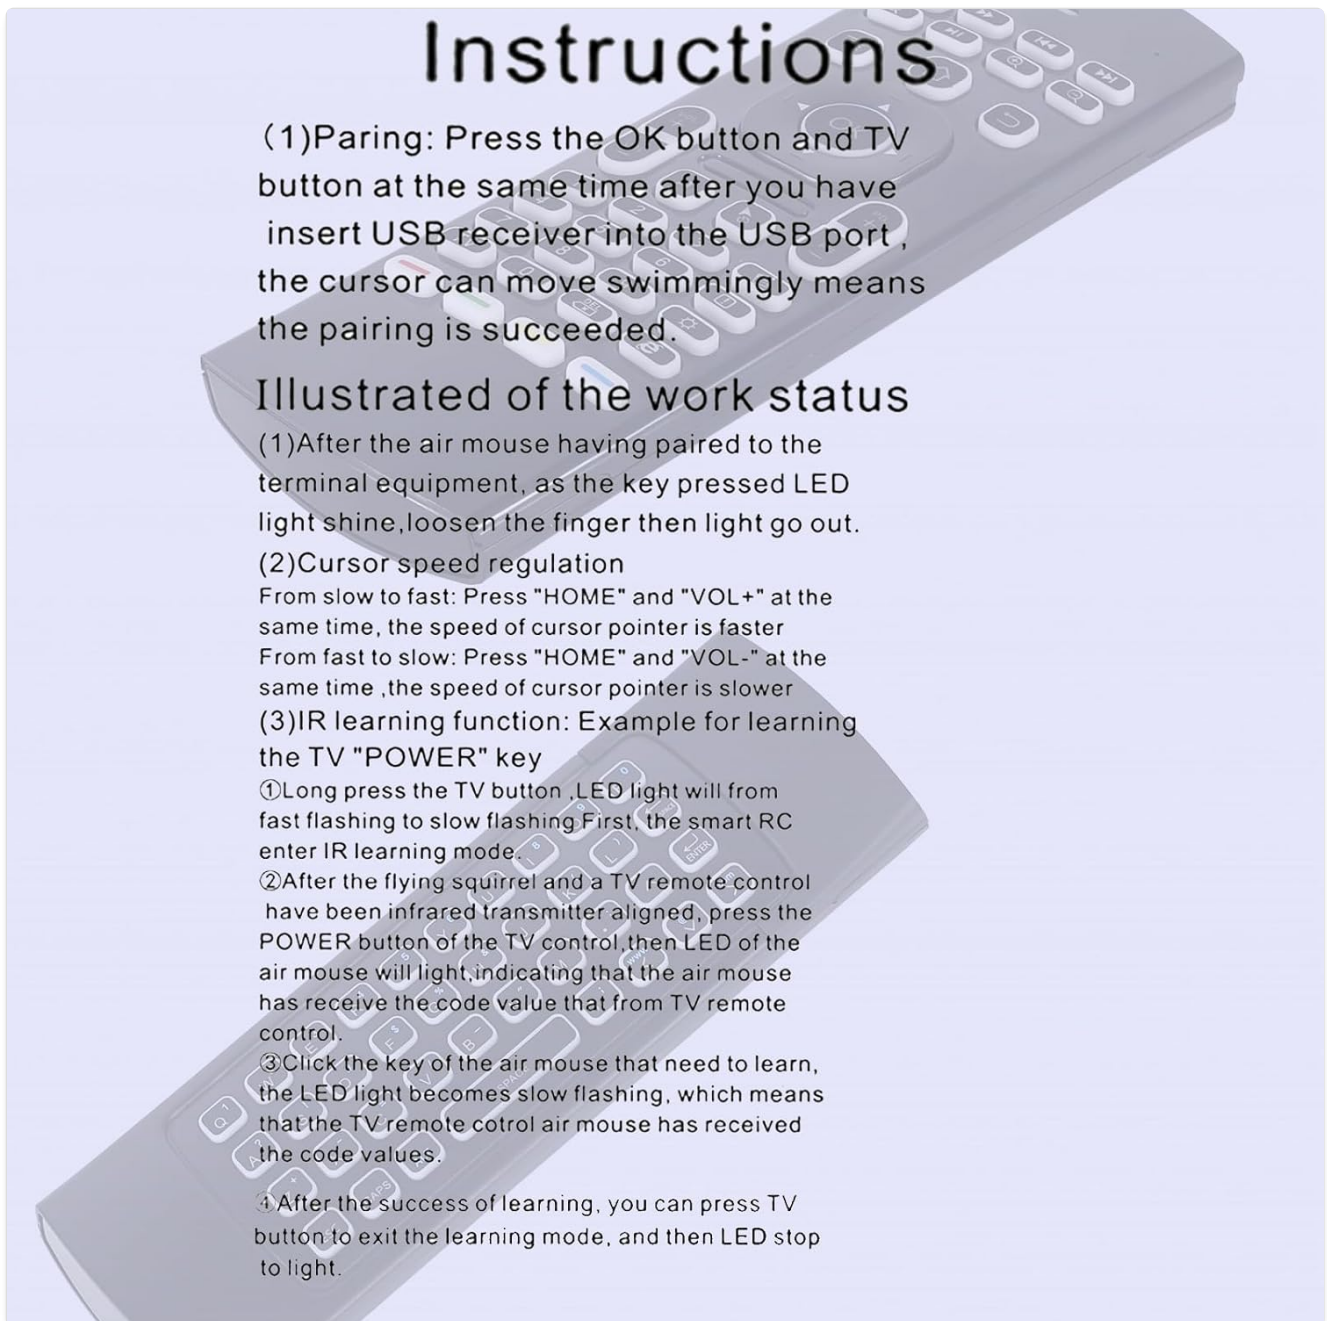 Instructions
(1)Paring: Press the OK button and TV
button at the same time after you have
insert USB receiver into the USB port ,
the cursor can move swimmingly means
the pairing is succeeded.
Illustrated of the work status
(1)After the air mouse having paired to the
terminal equipment, as the key pressed LED
light shine,loosen the finger then light go out.
(2)Cursor speed regulation
From slow to fast: Press "HOME" and "VOL+" at the
same time, the speed of cursor pointer is faster
From fast to slow: Press "HOME" and "VOL-" at the
same time ,the speed of cursor pointer is slower
(3)IR learning function: Example for learning
the TV "POWER" key
①Long press the TV button ,LED light will from
fast flashing to slow flashing,First, the smart RC
enter IR learning mode.
②After the flying squirrel and a TV remote control
have been infrared transmitter aligned, press the
POWER button of the TV control,then LED of the
air mouse will light,indicating that the air mouse
has receive the code value that from TV remote
control.
③Click the key of the air mouse that need to learn,
the LED light becomes slow flashing, which means
that the TV remote cotrol air mouse has received
the code values.
④After the success of learning, you can press TV
button to exit the learning mode, and then LED stop
to light.